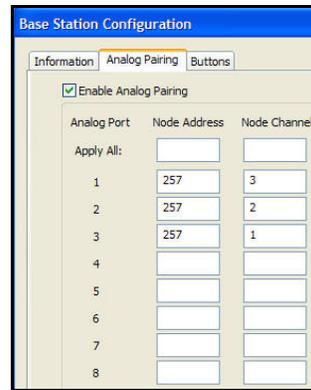 Base Station Configuration
Information Analog Pairing Buttons
Enable Analog Pairing
Analog Port Node Address Node Channel
Apply All:
1 257 3
2 257 2
3 257 1
4
5
6
7
8